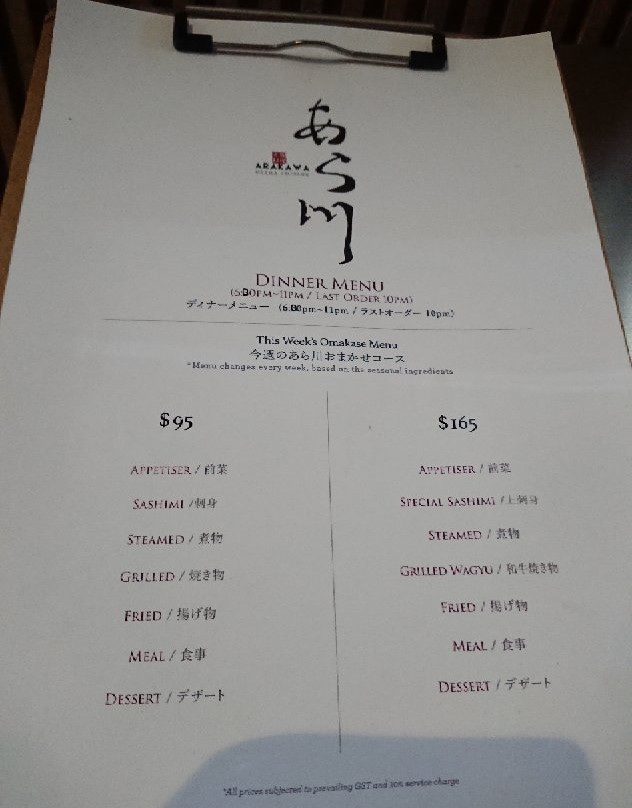 あら川
ARAKAWA
DINNER MENU
(6:00PM~11PM / LAST ORDER 10PM)
ディナーメニュー (6:00pm~11pm / ラストオーダー 10pm)
This Week's Omakase Menu
今週のあら川おまかせコース
*Menu changes every week, based on the seasonal ingredients
$95
APPETISER / 前菜
SASHIMI / 刺身
STEAMED / 煮物
GRILLED / 焼き物
FRIED / 揚げ物
MEAL / 食事
DESSERT / デザート
$165
APPETISER / 前菜
SPECIAL SASHIMI / 上刺身
STEAMED / 煮物
GRILLED WAGYU / 和牛焼き物
FRIED / 揚げ物
MEAL / 食事
DESSERT / デザート
*All prices subjected to prevailing GST and 10% service charge